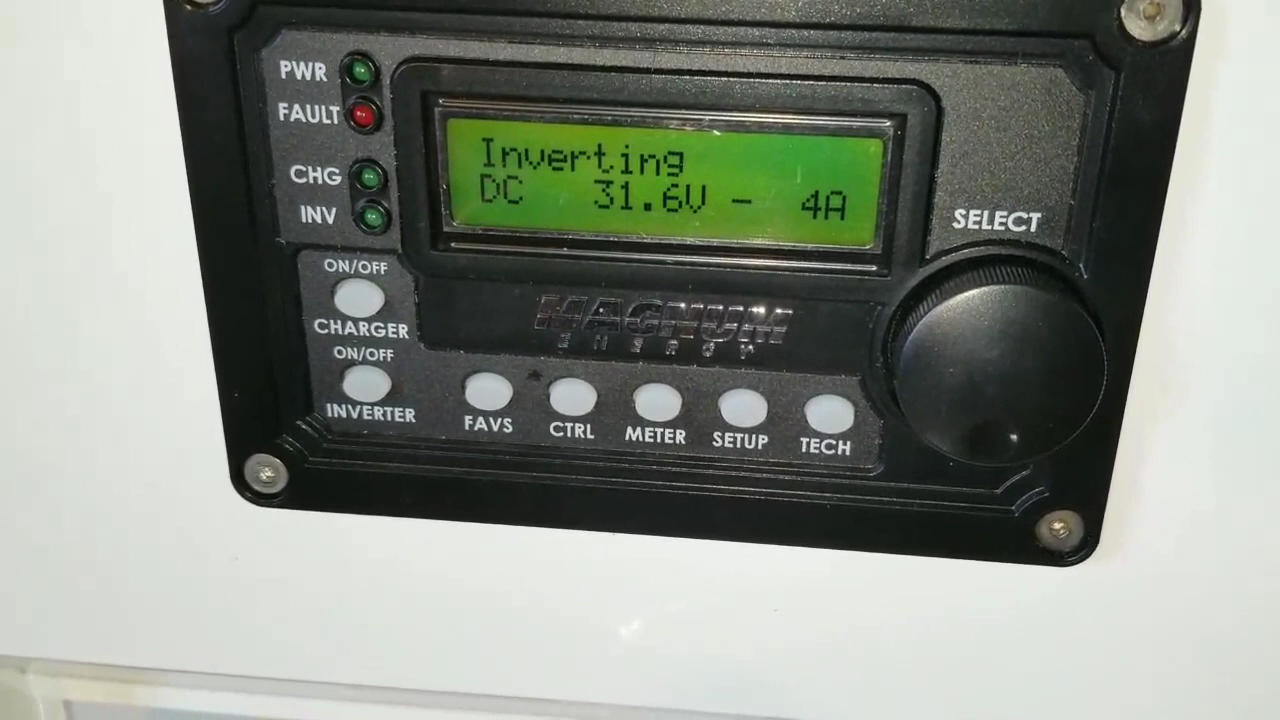 PWR
FAULT
CHG
INV
Inverting
DC 31.6V - 4A
SELECT
ON/OFF
CHARGER
ON/OFF
INVERTER
MAGNUM
ENERGY
FAVS
CTRL
METER
SETUP
TECH